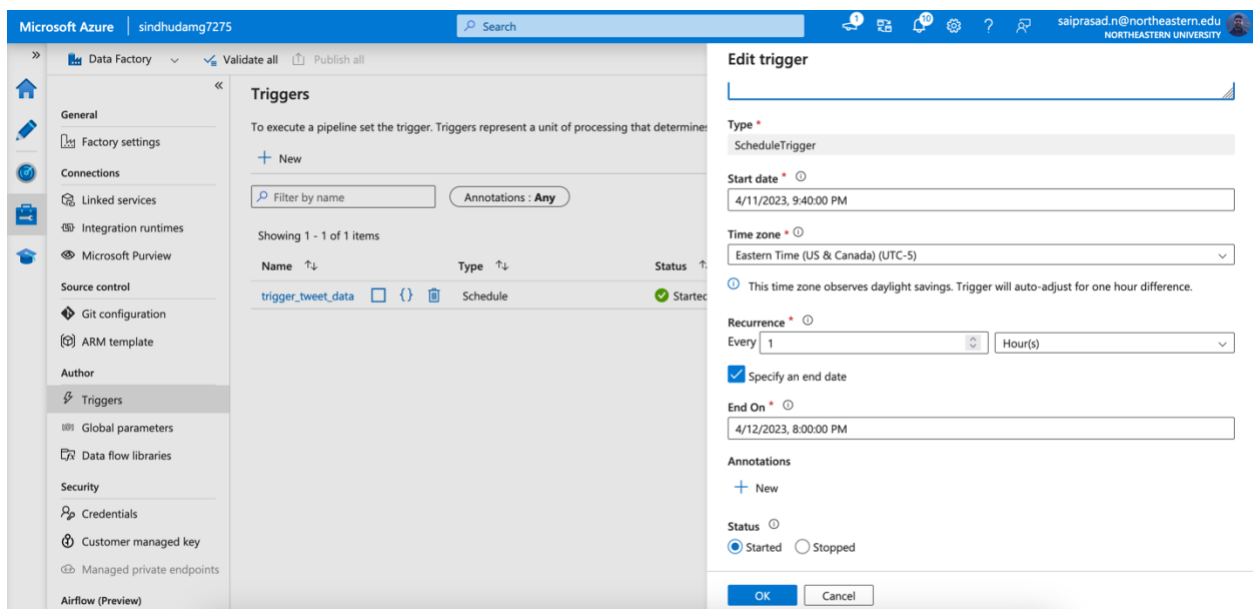 Microsoft Azure sindhudamg7275
Search
1
10
saiprasad.n@northeastern.edu
NORTHEASTERN UNIVERSITY
Data Factory
Validate all
Publish all
General
Factory settings
Connections
Linked services
Integration runtimes
Microsoft Purview
Source control
Git configuration
ARM template
Author
Triggers
Global parameters
Data flow libraries
Security
Credentials
Customer managed key
Managed private endpoints
Airflow (Preview)
Triggers
To execute a pipeline set the trigger. Triggers represent a unit of processing that determines
New
Filter by name
Annotations : Any
Showing 1 - 1 of 1 items
Name Type Status
trigger_tweet_data {} Schedule Started
Edit trigger
Type *
ScheduleTrigger
Start date *
4/11/2023, 9:40:00 PM
Time zone *
Eastern Time (US & Canada) (UTC-5)
This time zone observes daylight savings. Trigger will auto-adjust for one hour difference.
Recurrence *
Every 1 Hour(s)
Specify an end date
End On *
4/12/2023, 8:00:00 PM
Annotations
New
Status
Started Stopped
OK Cancel